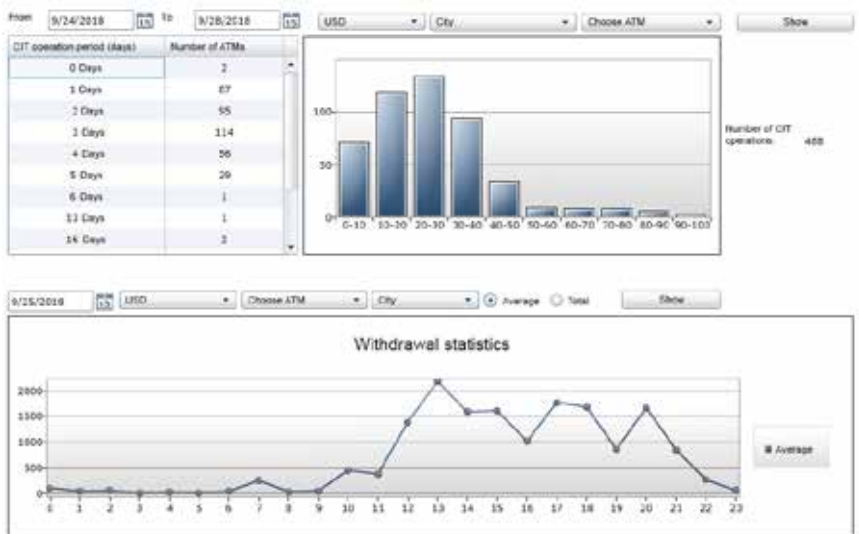 From 9/24/2018 15 To 9/28/2018 15 USD City Choose ATM Show
CIT operation period (days) Number of ATMs
0 Days 2
1 Days 67
2 Days 95
3 Days 114
4 Days 56
5 Days 29
6 Days 1
13 Days 1
16 Days 2
100
50
0
0-10 10-20 20-30 30-40 40-50 50-60 60-70 70-80 80-90 90-100
Number of CIT
operations: 488
9/25/2018 15 USD Choose ATM City Average Total Show
Withdrawal statistics
2000
1500
1000
500
0
0 1 2 3 4 5 6 7 8 9 10 11 12 13 14 15 16 17 18 19 20 21 22 23
Average